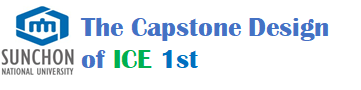 SUNCHON
NATIONAL UNIVERSITY
The Capstone Design
of ICE 1st